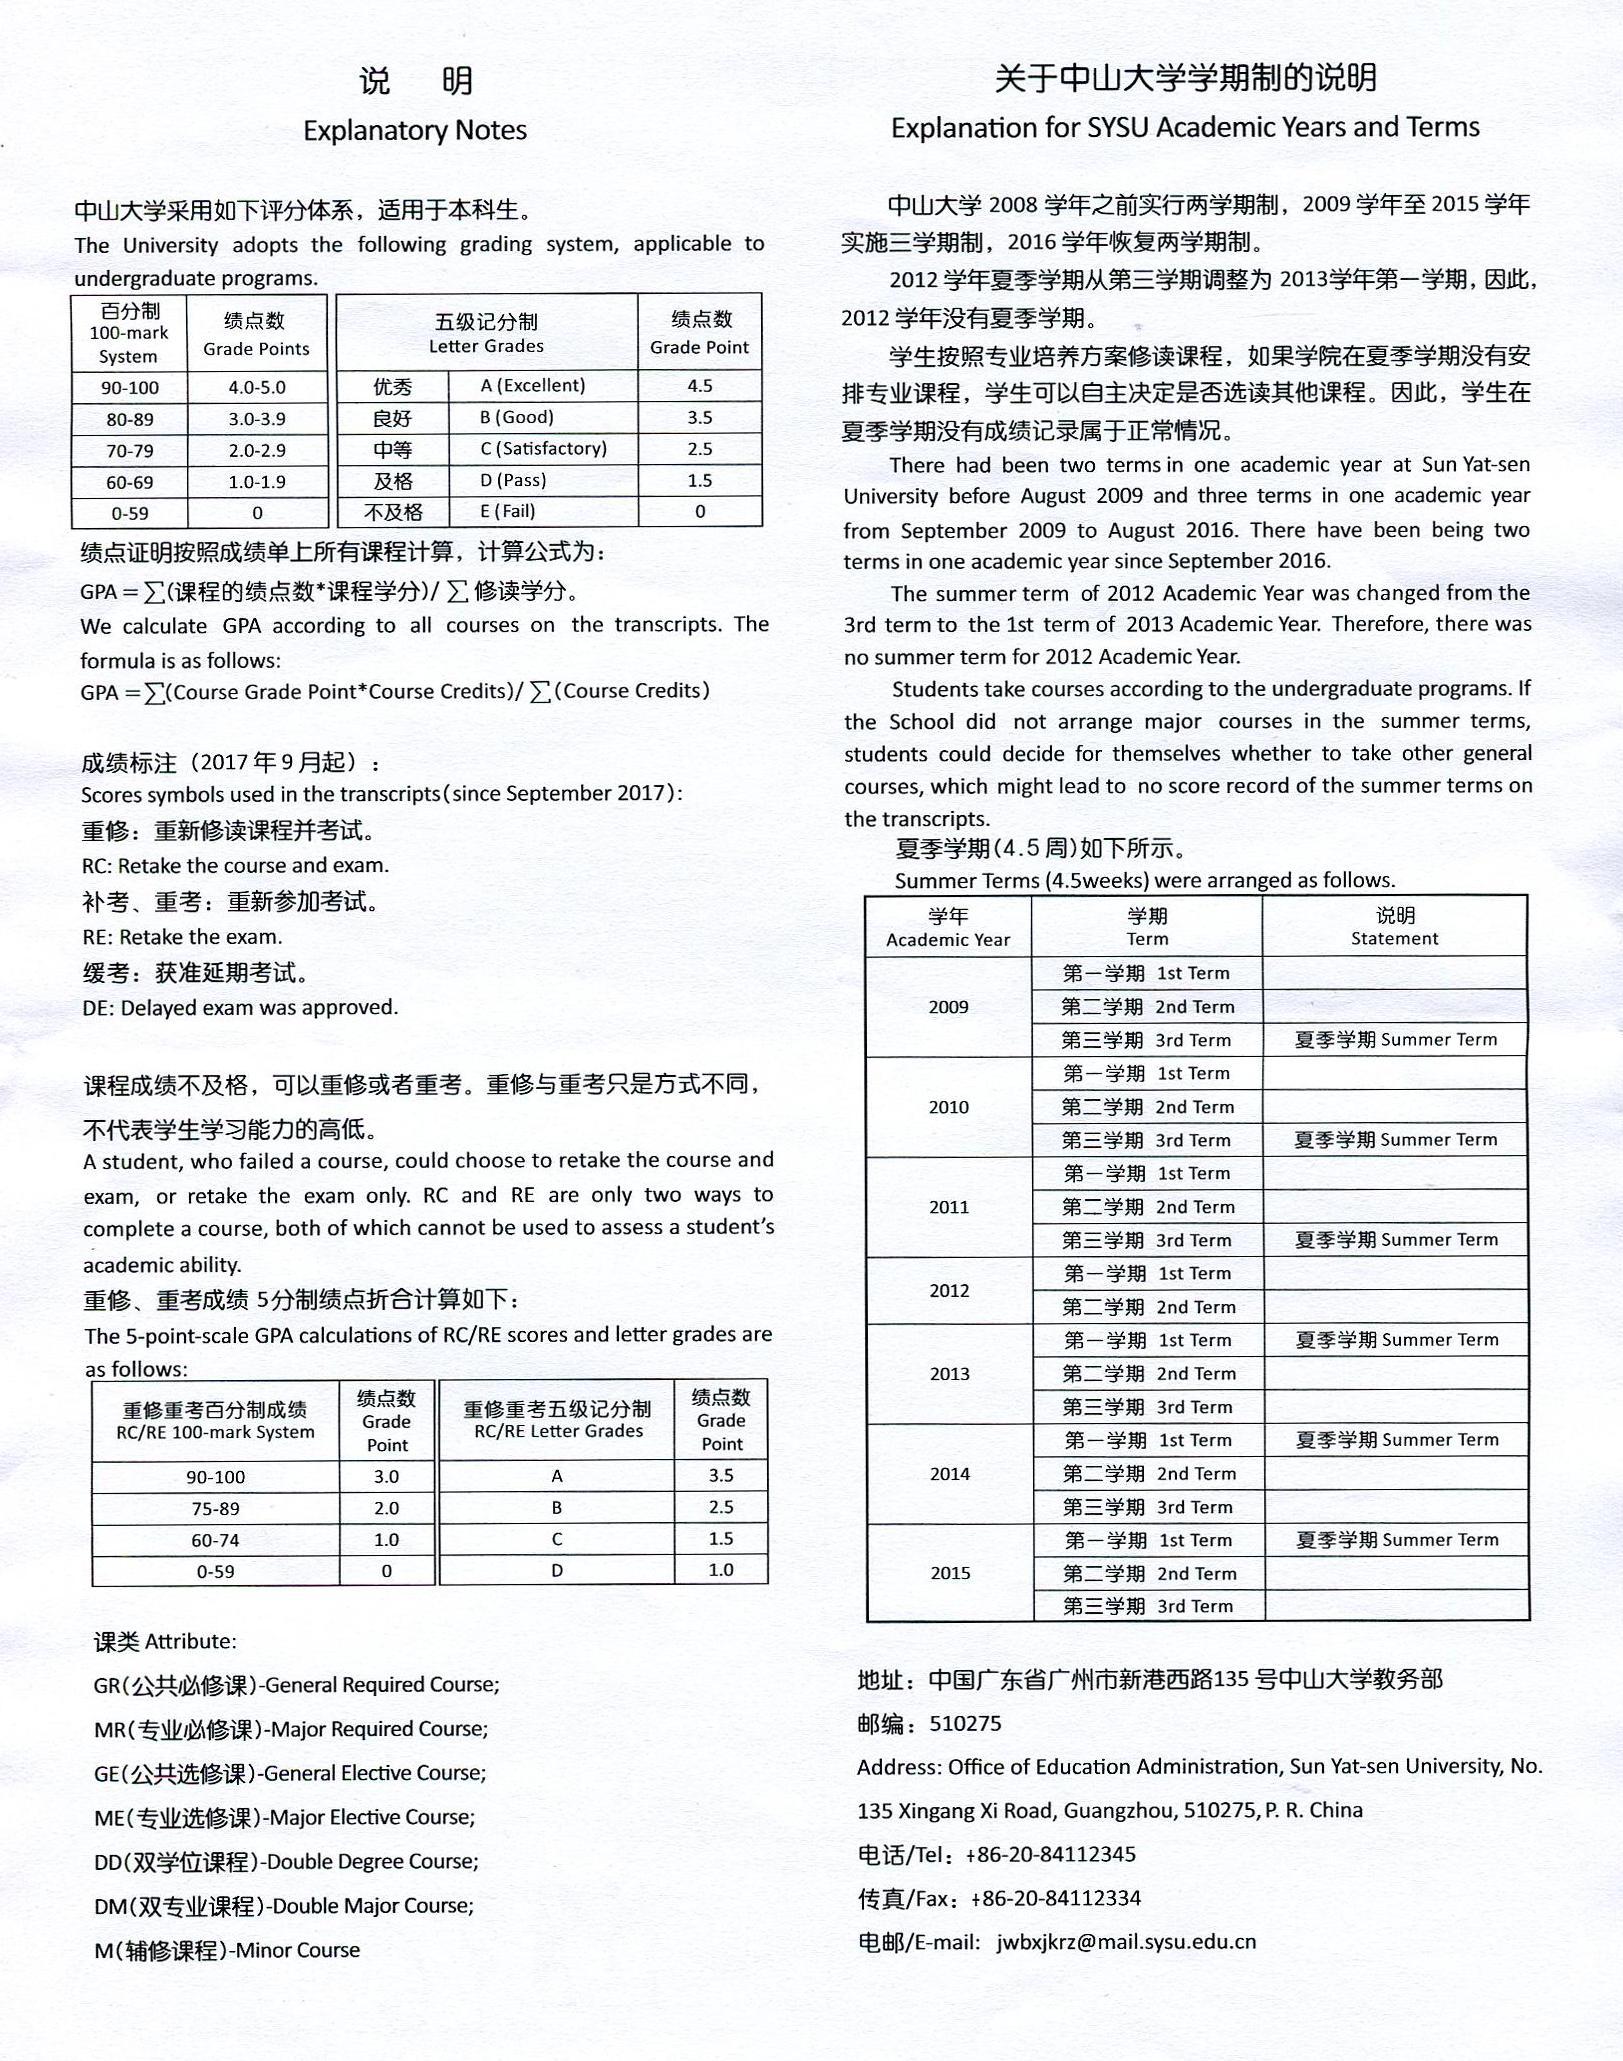 说 明
Explanatory Notes
中山大学采用如下评分体系，适用于本科生。
The University adopts the following grading system, applicable to
undergraduate programs.
百分制
100-mark
System
绩点数
Grade Points
五级记分制
Letter Grades
绩点数
Grade Point
90-100 4.0-5.0 优秀 A (Excellent) 4.5
80-89 3.0-3.9 良好 B (Good) 3.5
70-79 2.0-2.9 中等 C (Satisfactory) 2.5
60-69 1.0-1.9 及格 D (Pass) 1.5
0-59 0 不及格 E (Fail) 0
绩点证明按照成绩单上所有课程计算，计算公式为：
GPA = ∑(课程的绩点数*课程学分)/ ∑ 修读学分。
We calculate GPA according to all courses on the transcripts. The
formula is as follows:
GPA =∑(Course Grade Point*Course Credits)/ ∑(Course Credits)
成绩标注（2017 年 9 月起）:
Scores symbols used in the transcripts(since September 2017):
重修：重新修读课程并考试。
RC: Retake the course and exam.
补考、重考：重新参加考试。
RE: Retake the exam.
缓考：获准延期考试。
DE: Delayed exam was approved.
课程成绩不及格，可以重修或者重考。重修与重考只是方式不同，
不代表学生学习能力的高低。
A student, who failed a course, could choose to retake the course and
exam, or retake the exam only. RC and RE are only two ways to
complete a course, both of which cannot be used to assess a student's
academic ability.
重修、重考成绩 5分制绩点折合计算如下：
The 5-point-scale GPA calculations of RC/RE scores and letter grades are
as follows:
重修重考百分制成绩
RC/RE 100-mark System
绩点数
Grade
Point
重修重考五级记分制
RC/RE Letter Grades
绩点数
Grade
Point
90-100 3.0 A 3.5
75-89 2.0 B 2.5
60-74 1.0 C 1.5
0-59 0 D 1.0
课类 Attribute:
GR(公共必修课)-General Required Course;
MR(专业必修课)-Major Required Course;
GE(公共选修课)-General Elective Course;
ME(专业选修课)-Major Elective Course;
DD(双学位课程)-Double Degree Course;
DM(双专业课程)-Double Major Course;
M(辅修课程)-Minor Course
关于中山大学学期制的说明
Explanation for SYSU Academic Years and Terms
中山大学 2008 学年之前实行两学期制，2009 学年至 2015 学年
实施三学期制，2016 学年恢复两学期制。
2012 学年夏季学期从第三学期调整为 2013学年第一学期，因此，
2012 学年没有夏季学期。
学生按照专业培养方案修读课程，如果学院在夏季学期没有安
排专业课程，学生可以自主决定是否选读其他课程。因此，学生在
夏季学期没有成绩记录属于正常情况。
There had been two terms in one academic year at Sun Yat-sen
University before August 2009 and three terms in one academic year
from September 2009 to August 2016. There have been being two
terms in one academic year since September 2016.
The summer term of 2012 Academic Year was changed from the
3rd term to the 1st term of 2013 Academic Year. Therefore, there was
no summer term for 2012 Academic Year.
Students take courses according to the undergraduate programs. If
the School did not arrange major courses in the summer terms,
students could decide for themselves whether to take other general
courses, which might lead to no score record of the summer terms on
the transcripts.
夏季学期(4.5 周)如下所示。
Summer Terms (4.5weeks) were arranged as follows.
学年 学期 说明
Academic Year Term Statement
第一学期 1st Term
2009 第二学期 2nd Term
第三学期 3rd Term 夏季学期 Summer Term
第一学期 1st Term
2010 第二学期 2nd Term
第三学期 3rd Term 夏季学期 Summer Term
第一学期 1st Term
2011 第二学期 2nd Term
第三学期 3rd Term 夏季学期 Summer Term
2012 第一学期 1st Term
第二学期 2nd Term
第一学期 1st Term 夏季学期 Summer Term
2013 第二学期 2nd Term
第三学期 3rd Term
第一学期 1st Term 夏季学期 Summer Term
2014 第二学期 2nd Term
第三学期 3rd Term
第一学期 1st Term 夏季学期 Summer Term
2015 第二学期 2nd Term
第三学期 3rd Term
地址：中国广东省广州市新港西路135 号中山大学教务部
邮编：510275
Address: Office of Education Administration, Sun Yat-sen University, No.
135 Xingang Xi Road, Guangzhou, 510275, P. R. China
电话/Tel：+86-20-84112345
传真/Fax：+86-20-84112334
电邮/E-mail: jwbxjkrz@mail.sysu.edu.cn